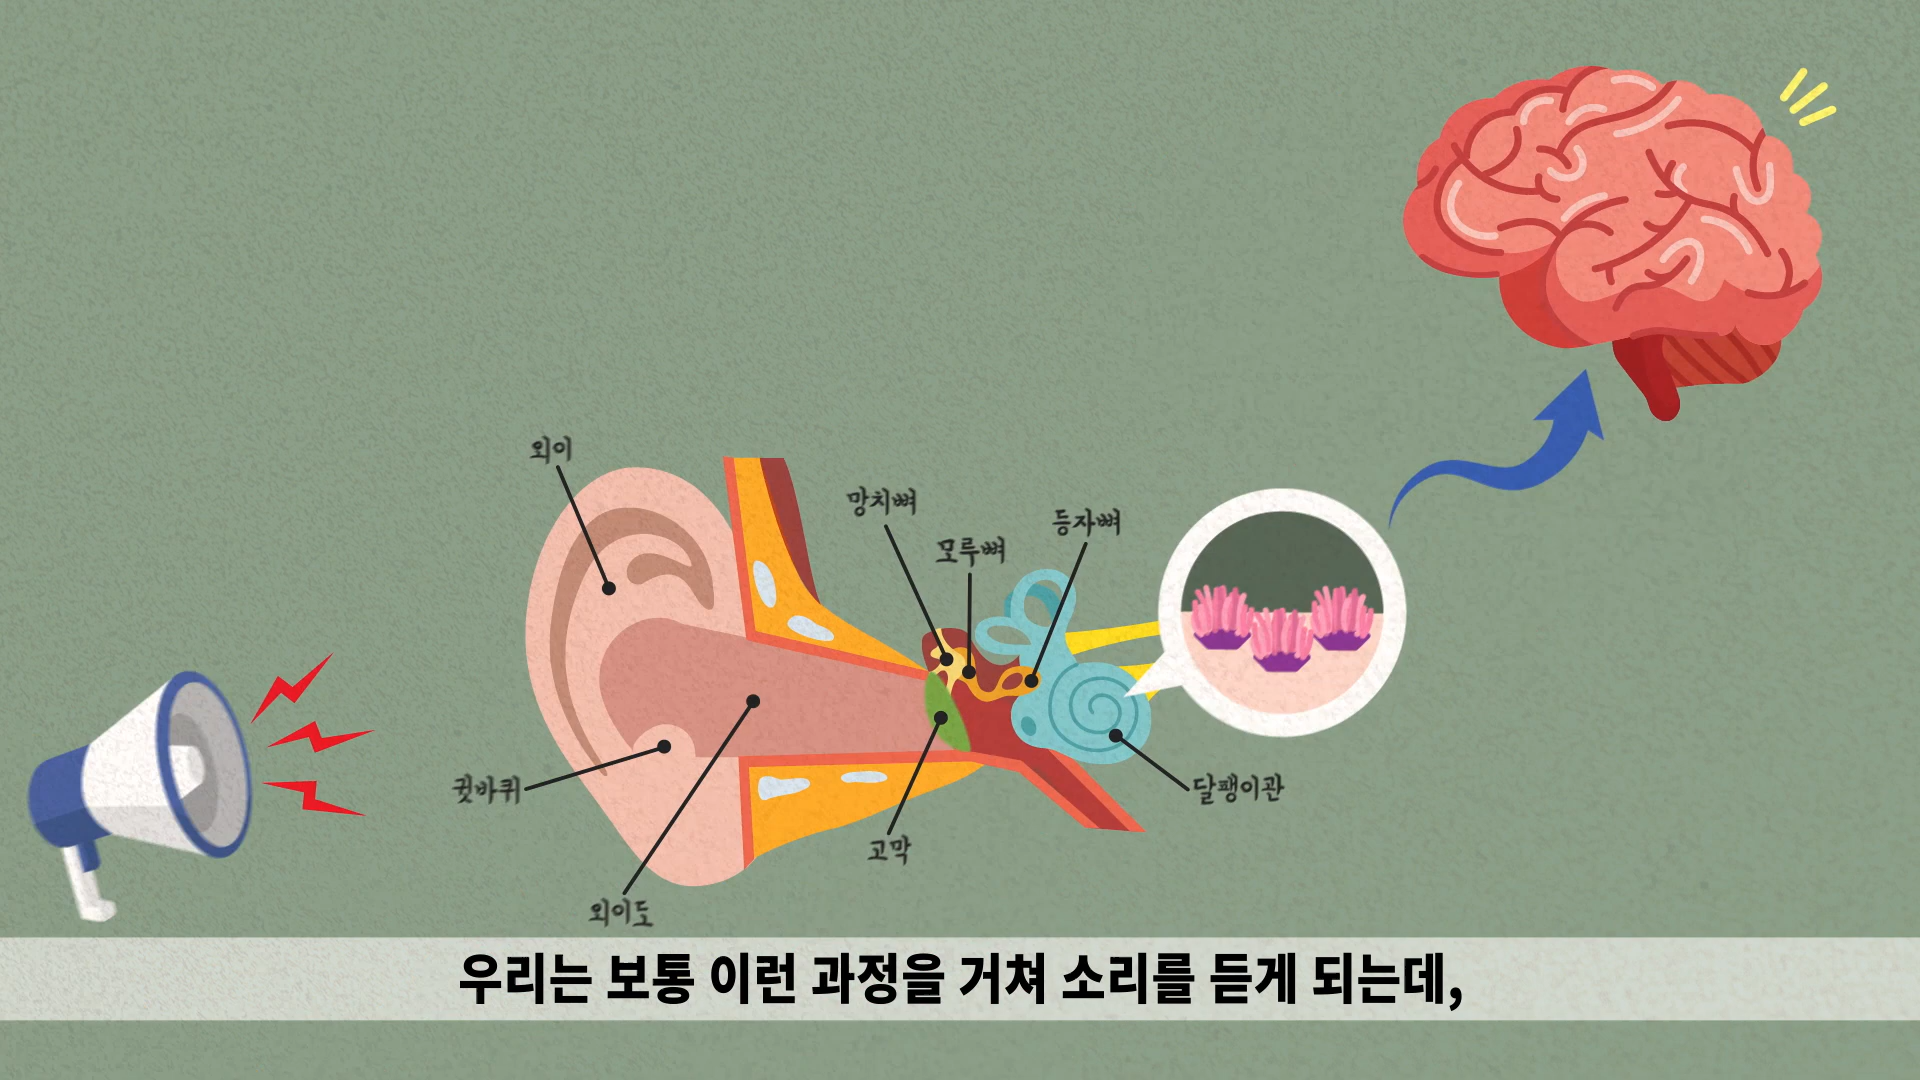 외이
망치뼈
등자뼈
모루뼈
귓바퀴
달팽이관
고막
외이도
우리는 보통 이런 과정을 거쳐 소리를 듣게 되는데,